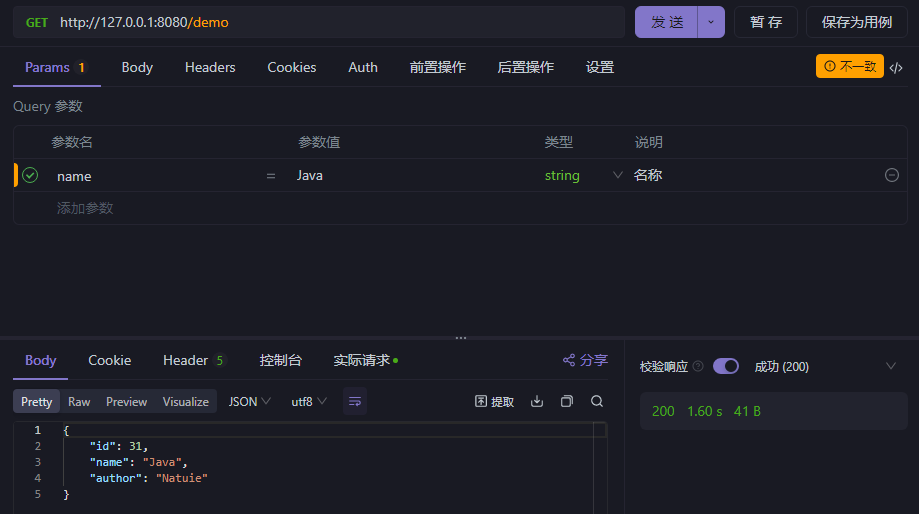 GET http://127.0.0.1:8080/demo 发 送 暂 存 保存为用例
Params 1 Body Headers Cookies Auth 前置操作 后置操作 设置 不一致
Query 参数
参数名 参数值 类型 说明
name = Java string 名称
添加参数
Body Cookie Header 5 控制台 实际请求 分享 校验响应 成功 (200)
Pretty Raw Preview Visualize JSON utf8 提取
200 1.60 s 41 B
1 {
2 "id": 31,
3 "name": "Java",
4 "author": "Natuie"
5 }